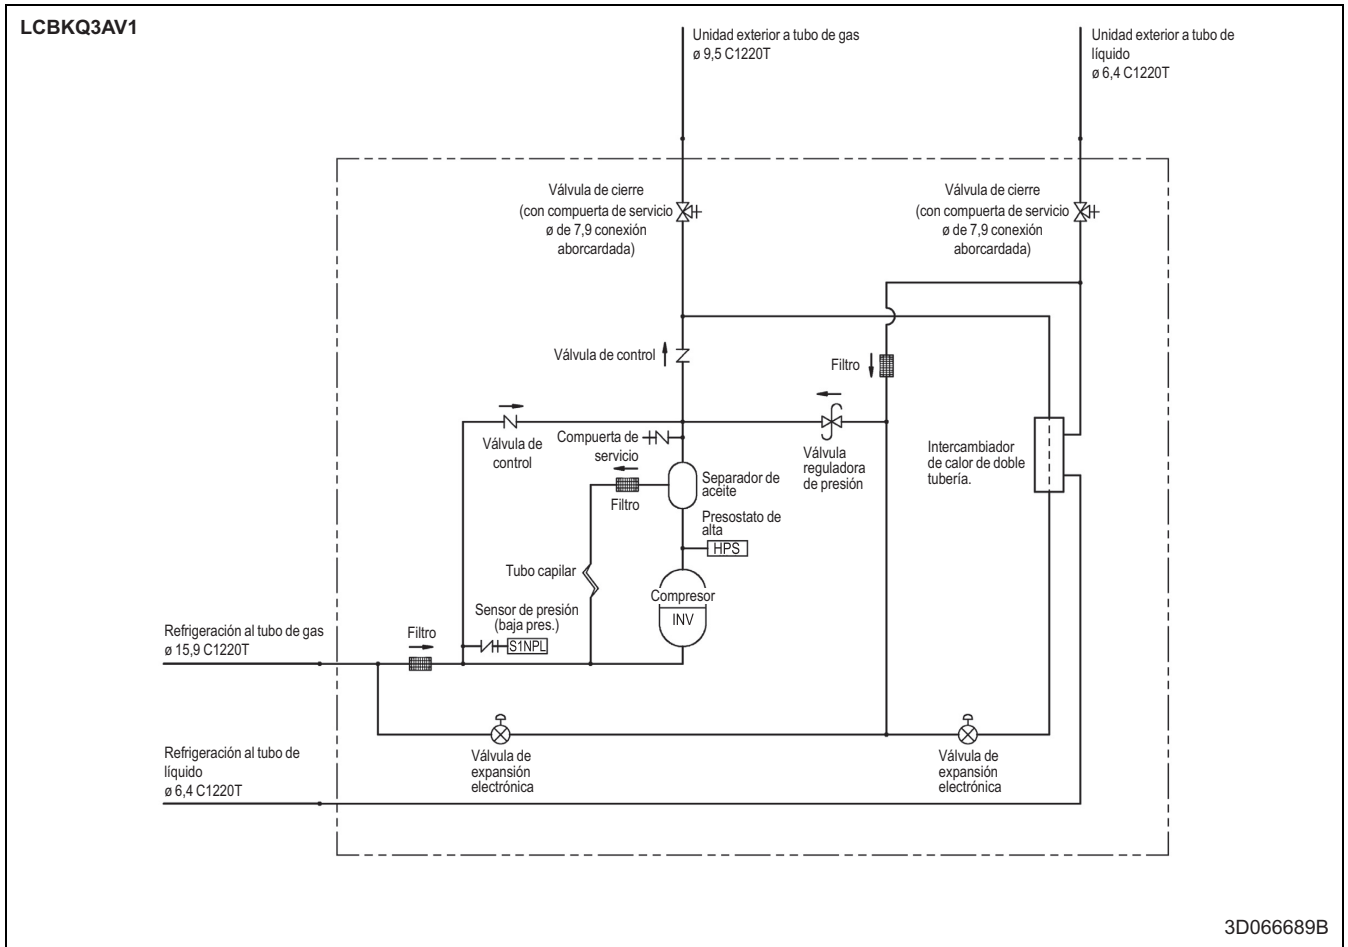 LCBKQ3AV1
Unidad exterior a tubo de gas
ø 9,5 C1220T
Unidad exterior a tubo de
líquido
ø 6,4 C1220T
Válvula de cierre
(con compuerta de servicio
ø de 7,9 conexión
aborcardada)
Válvula de cierre
(con compuerta de servicio
ø de 7,9 conexión
aborcardada)
Válvula de control
Filtro
Válvula de
control
Compuerta de
servicio
Válvula
reguladora
de presión
Intercambiador
de calor de doble
tubería.
Separador de
aceite
Filtro
Presostato de
alta
HPS
Tubo capilar
Compresor
INV
Sensor de presión
(baja pres.)
S1NPL
Refrigeración al tubo de gas
ø 15,9 C1220T
Filtro
Refrigeración al tubo de
líquido
ø 6,4 C1220T
Válvula de
expansión
electrónica
Válvula de
expansión
electrónica
3D066689B